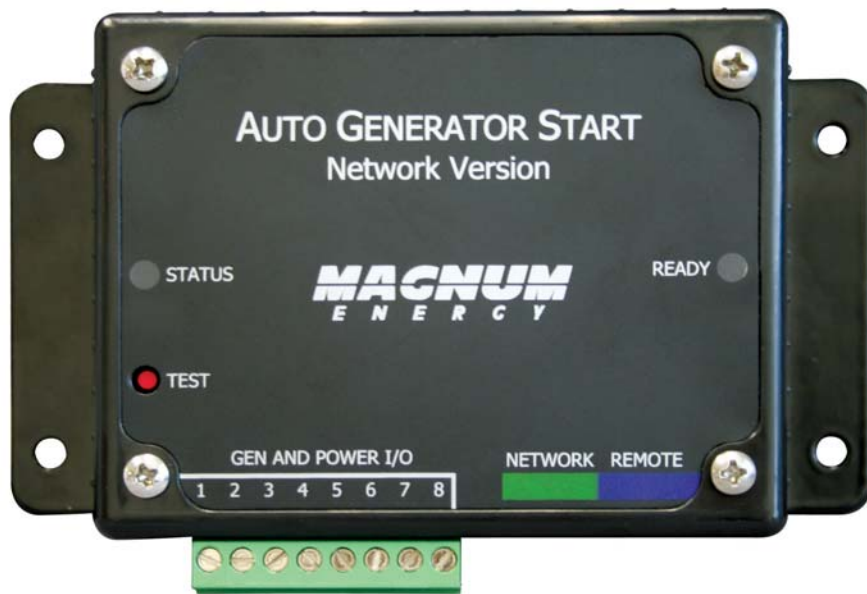 AUTO GENERATOR START
Network Version
STATUS
READY
MAGNUM
ENERGY
TEST
GEN AND POWER I/O
NETWORK REMOTE
1 2 3 4 5 6 7 8